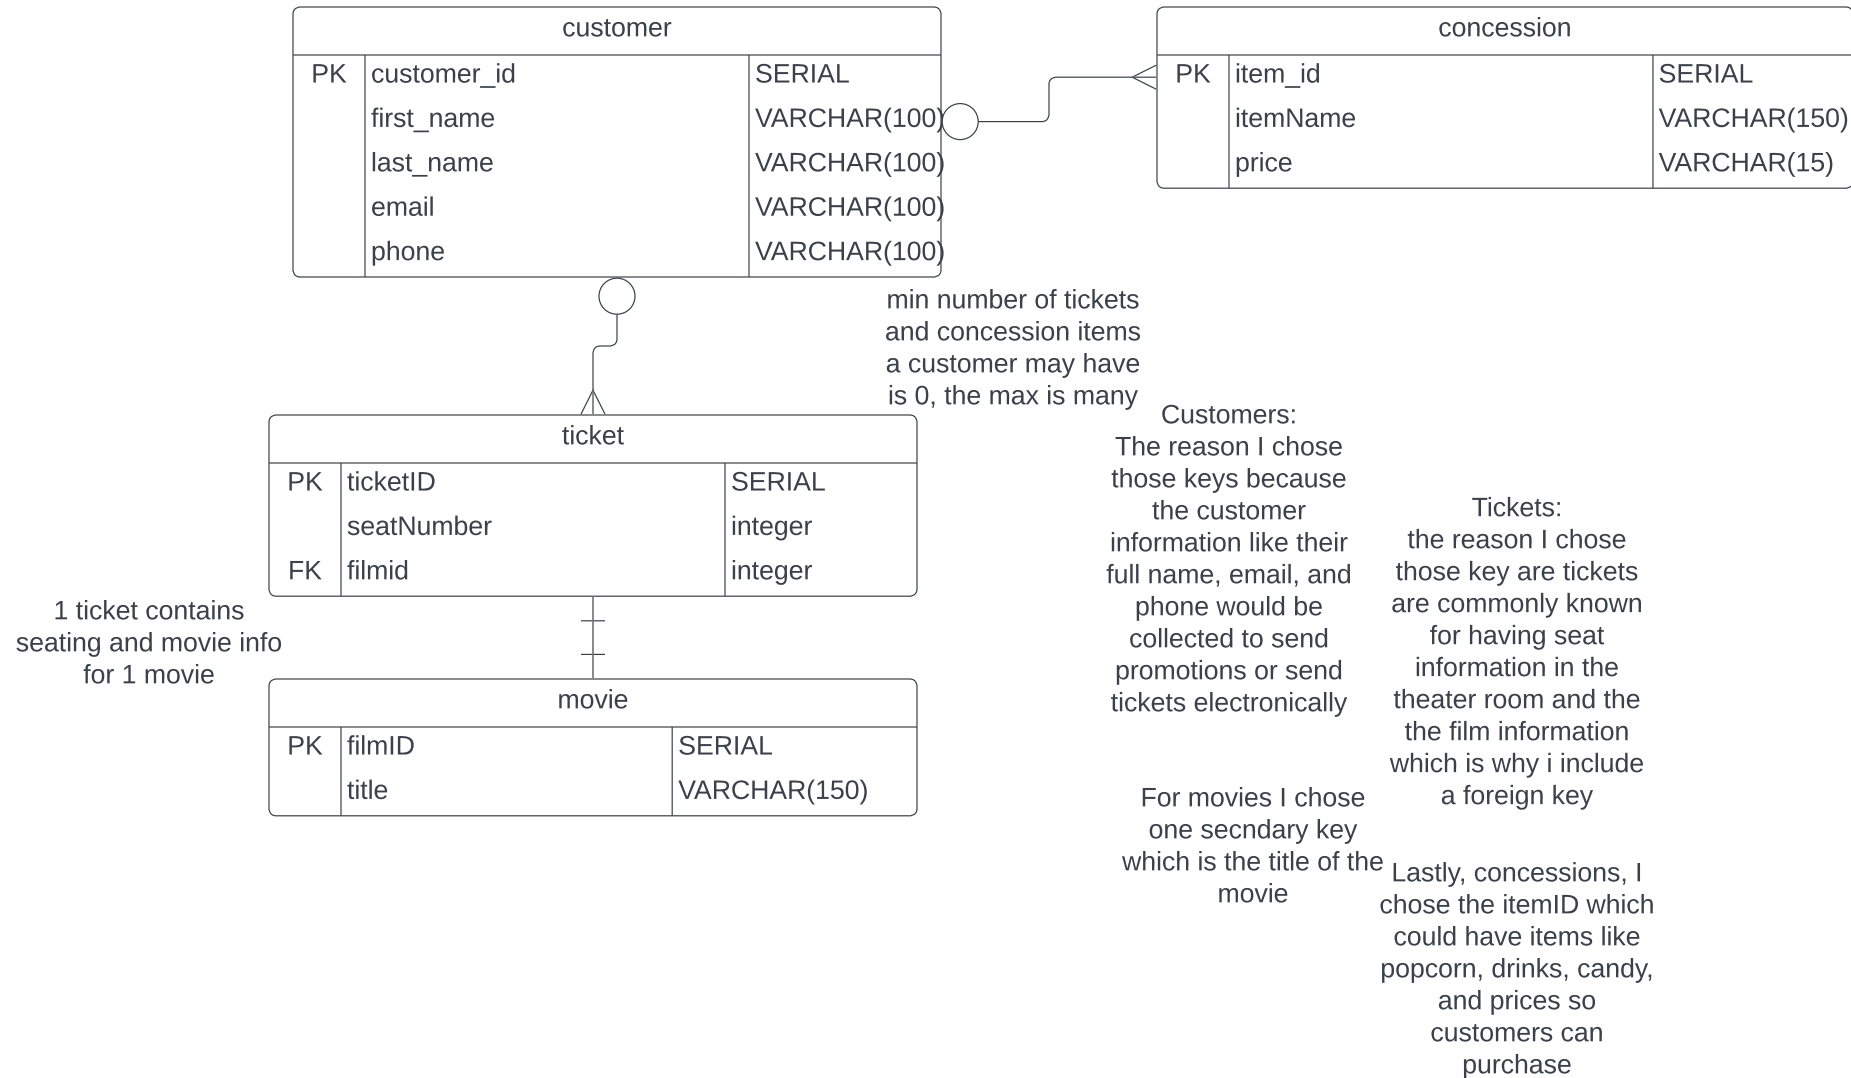 customer
PK customer_id SERIAL
first_name VARCHAR(100)
last_name VARCHAR(100)
email VARCHAR(100)
phone VARCHAR(100)
concession
PK item_id SERIAL
itemName VARCHAR(150)
price VARCHAR(15)
min number of tickets
and concession items
a customer may have
is 0, the max is many
ticket
PK ticketID SERIAL
seatNumber integer
FK filmid integer
1 ticket contains
seating and movie info
for 1 movie
movie
PK filmID SERIAL
title VARCHAR(150)
Customers:
The reason I chose
those keys because
the customer
information like their
full name, email, and
phone would be
collected to send
promotions or send
tickets electronically
Tickets:
the reason I chose
those key are tickets
are commonly known
for having seat
information in the
theater room and the
the film information
which is why i include
a foreign key
For movies I chose
one secndary key
which is the title of the
movie
Lastly, concessions, I
chose the itemID which
could have items like
popcorn, drinks, candy,
and prices so
customers can
purchase